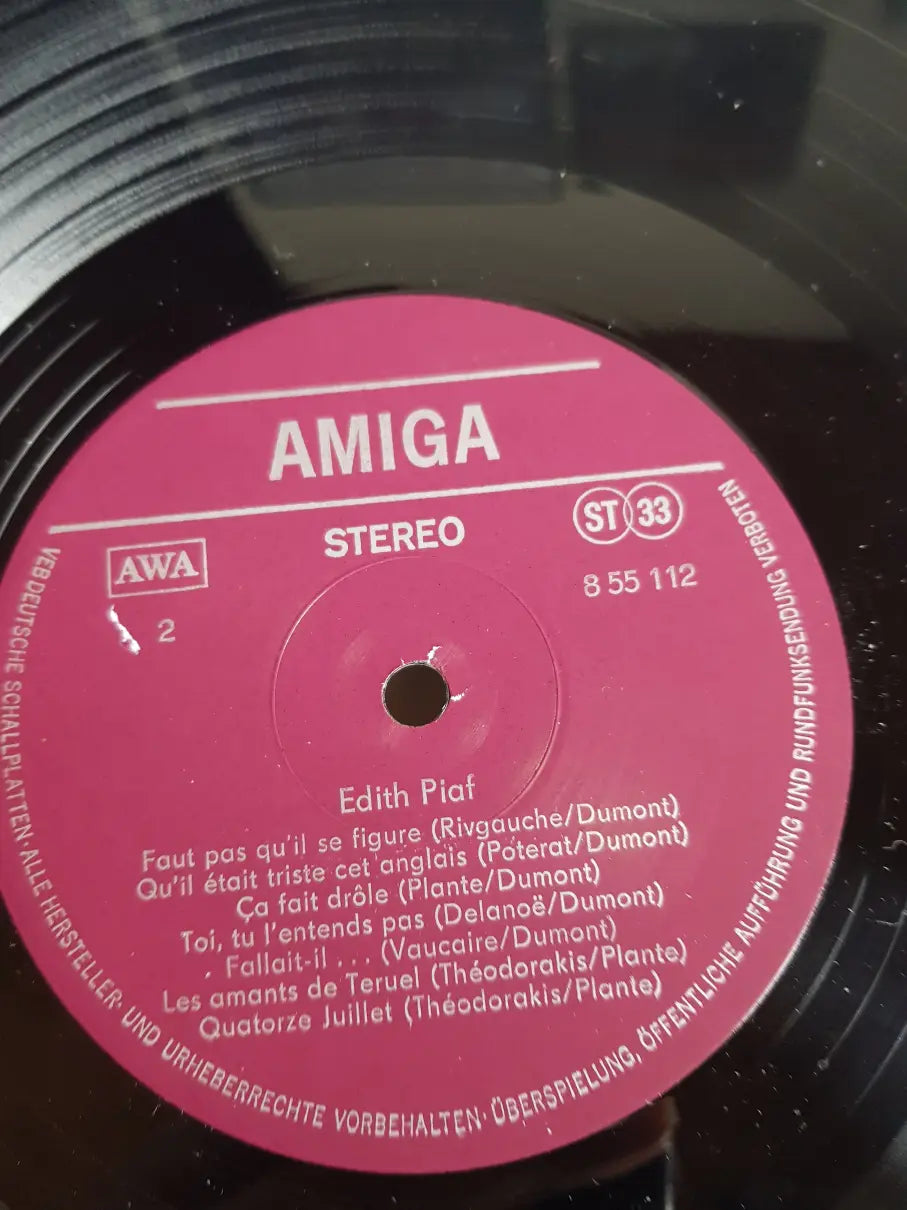 AMIGA
STEREO
ST 33
AWA
8 55 112
2
Edith Piaf
Faut pas qu'il se figure (Rivgauche/Dumont)
Qu'il était triste cet anglais (Poterat/Dumont)
Ça fait drôle (Plante/Dumont)
Toi, tu l'entends pas (Delanoë/Dumont)
Fallait-il ... (Vaucaire/Dumont)
Les amants de Teruel (Théodorakis/Plante)
Quatorze Juillet (Théodorakis/Plante)
VEB DEUTSCHE SCHALLPLATTEN · ALLE HERSTELLER- UND URHEBERRECHTE VORBEHALTEN · ÜBERSPIELUNG, ÖFFENTLICHE AUFFÜHRUNG UND RUNDFUNKSENDUNG VERBOTEN